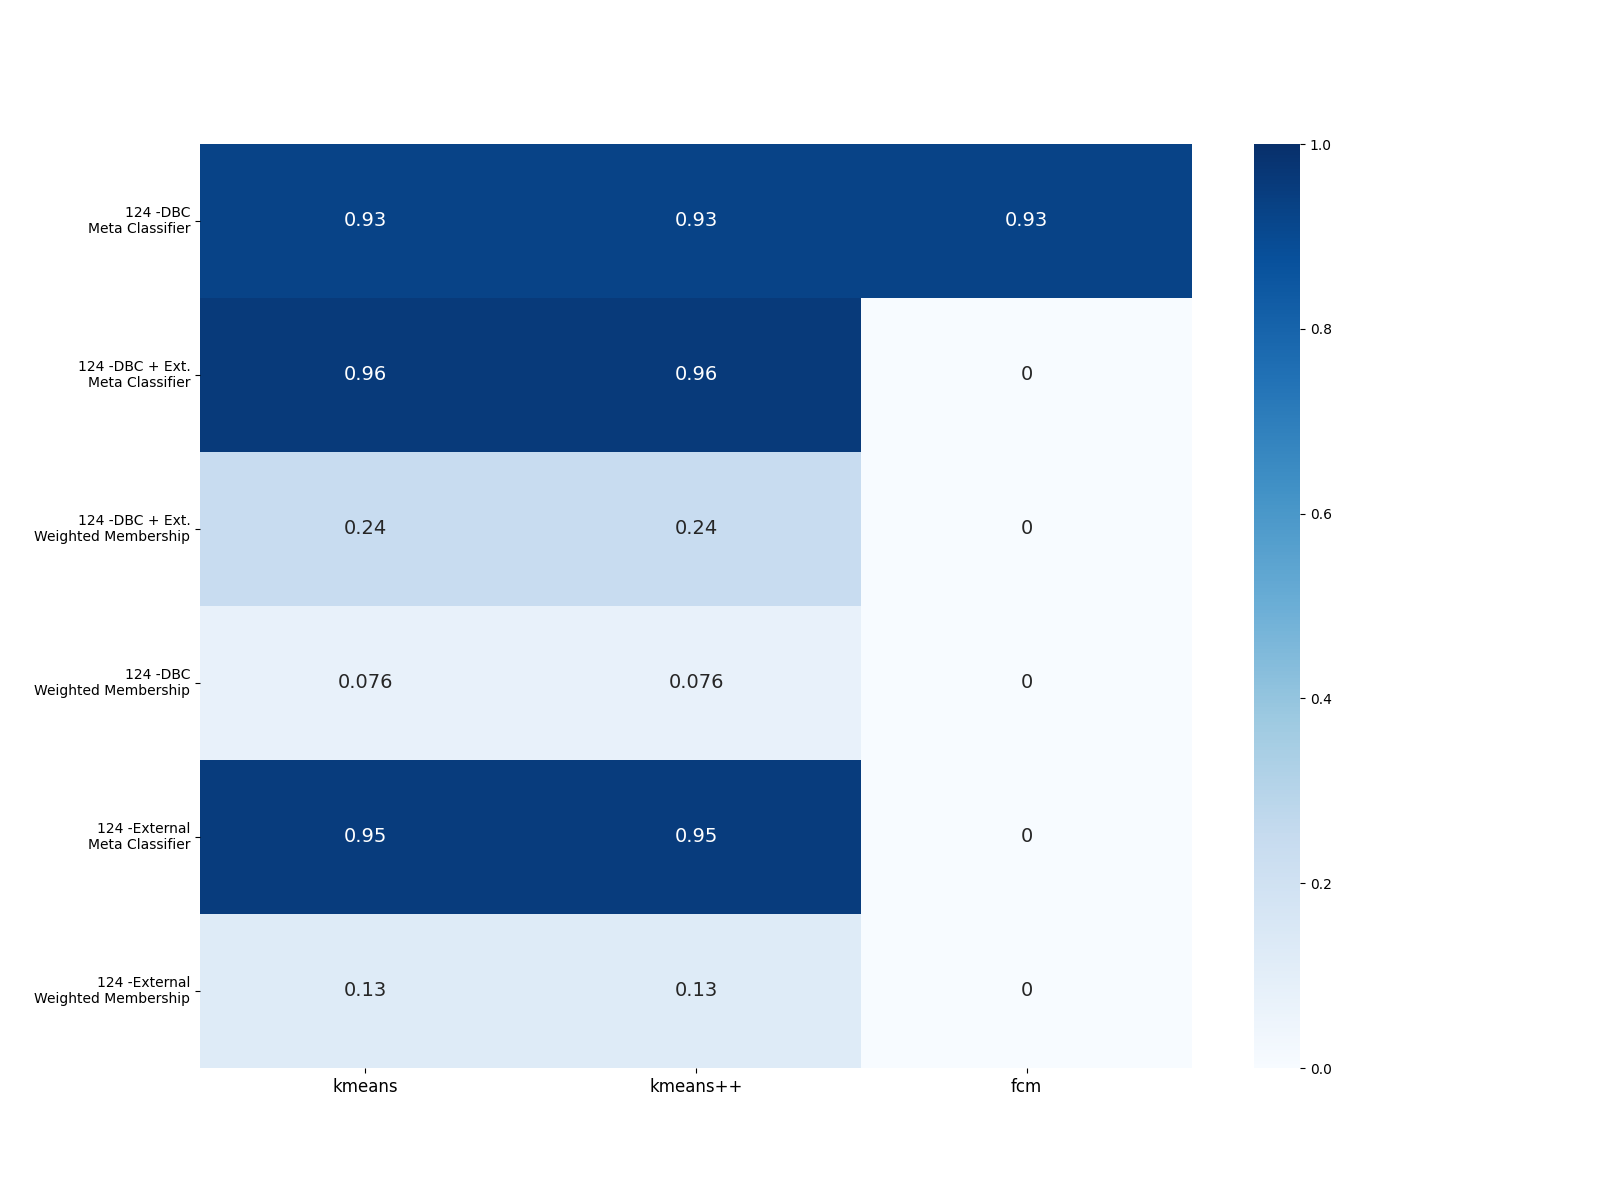 124 -DBC
Meta Classifier
0.93
0.93
0.93
124 -DBC + Ext.
Meta Classifier
0.96
0.96
0
124 -DBC + Ext.
Weighted Membership
0.24
0.24
0
124 -DBC
Weighted Membership
0.076
0.076
0
124 -External
Meta Classifier
0.95
0.95
0
124 -External
Weighted Membership
0.13
0.13
0
kmeans
kmeans++
fcm
1.0
0.8
0.6
0.4
0.2
0.0